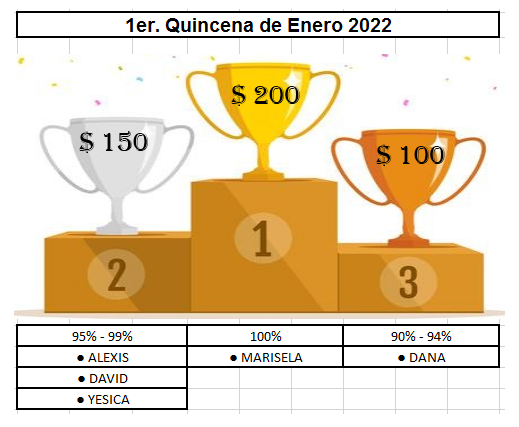 1er. Quincena de Enero 2022
$ 200
$ 150
$ 100
1
2
3
95% - 99% 100% 90% - 94%
● ALEXIS ● MARISELA ● DANA
● DAVID
● YESICA